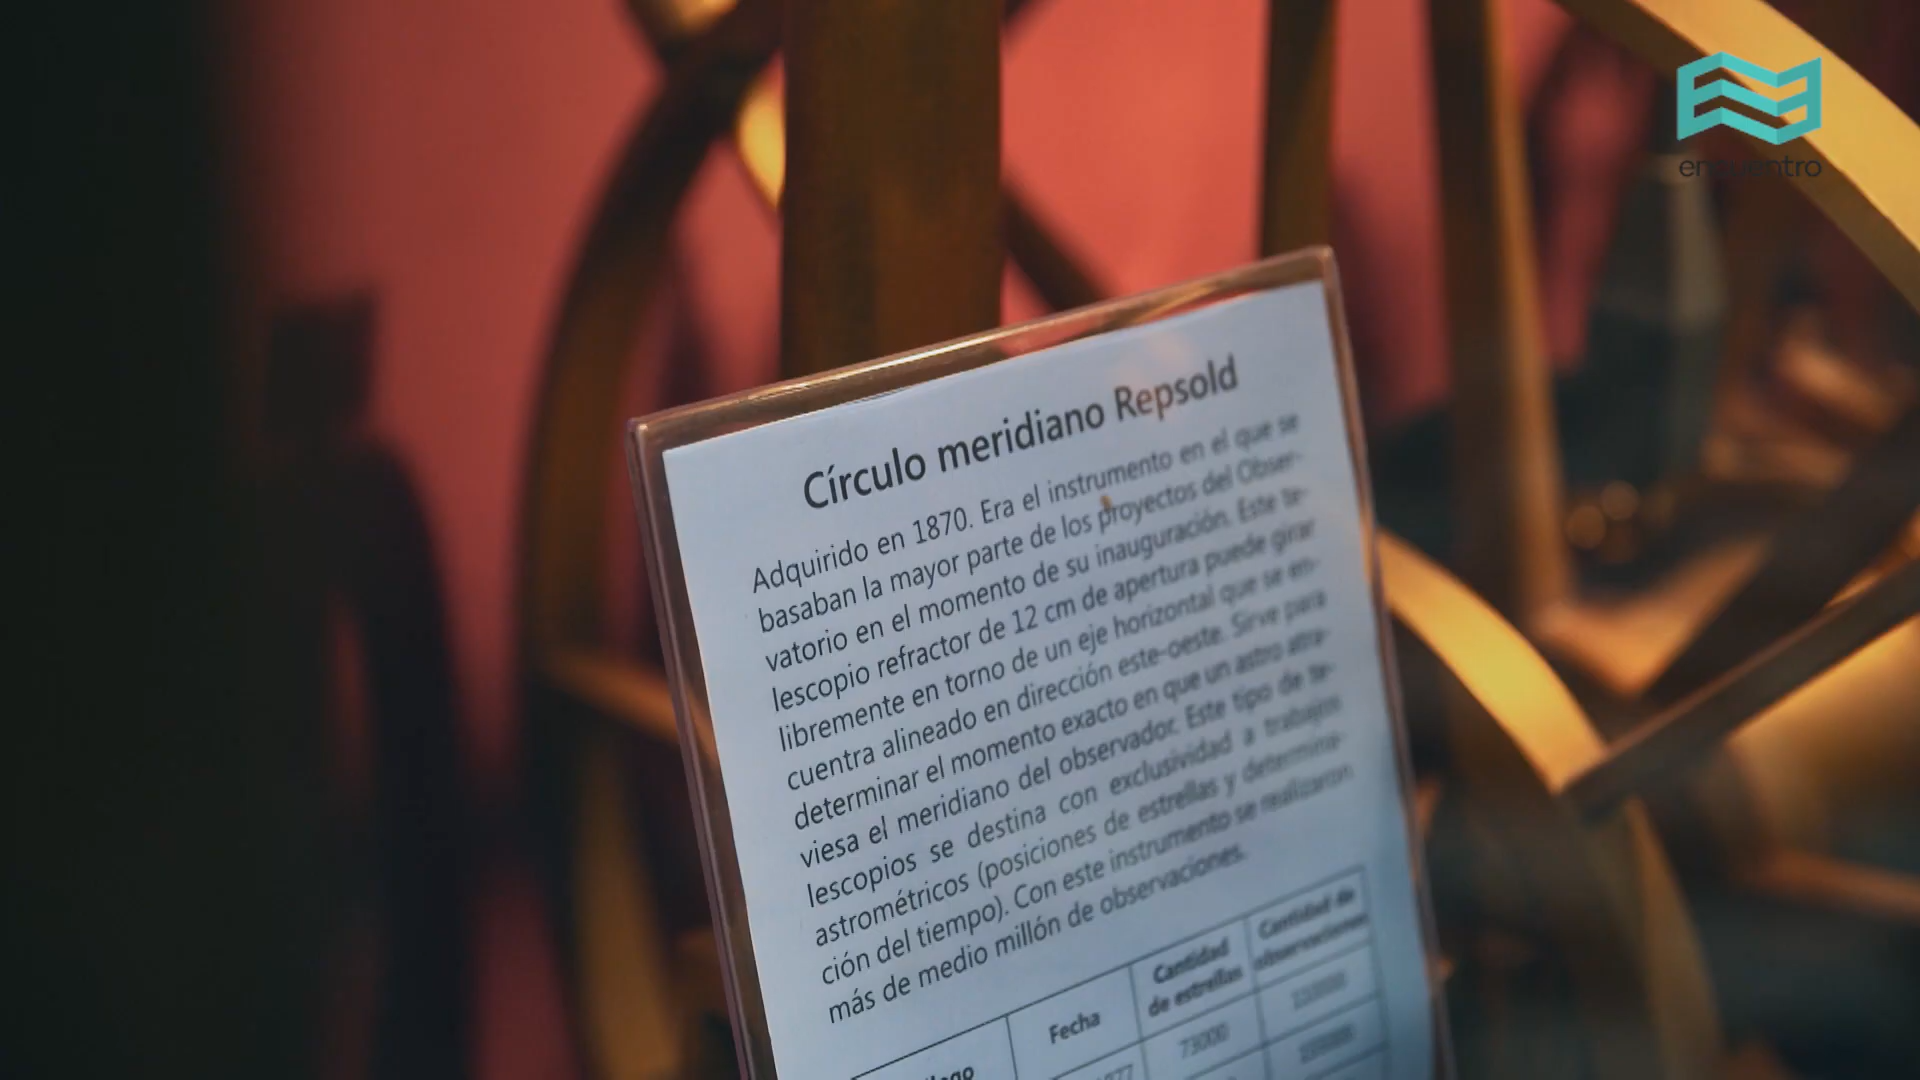 encuentro
Círculo meridiano Repsold
Adquirido en 1870. Era el instrumento en el que se
basaban la mayor parte de los proyectos del Obser-
vatorio en el momento de su inauguración. Este te-
lescopio refractor de 12 cm de apertura puede girar
libremente en torno de un eje horizontal que se en-
cuentra alineado en dirección este-oeste. Sirve para
determinar el momento exacto en que un astro atra-
viesa el meridiano del observador. Este tipo de te-
lescopios se destina con exclusividad a trabajos
astrométricos (posiciones de estrellas y determina-
ción del tiempo). Con este instrumento se realizaron
más de medio millón de observaciones.
Fecha
Cantidad
de estrellas
Cantidad de
observaciones
73000